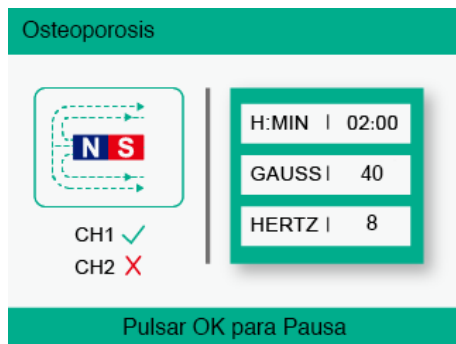 Osteoporosis
N S
CH1 ✓
CH2 X
H:MIN | 02:00
GAUSS | 40
HERTZ | 8
Pulsar OK para Pausa